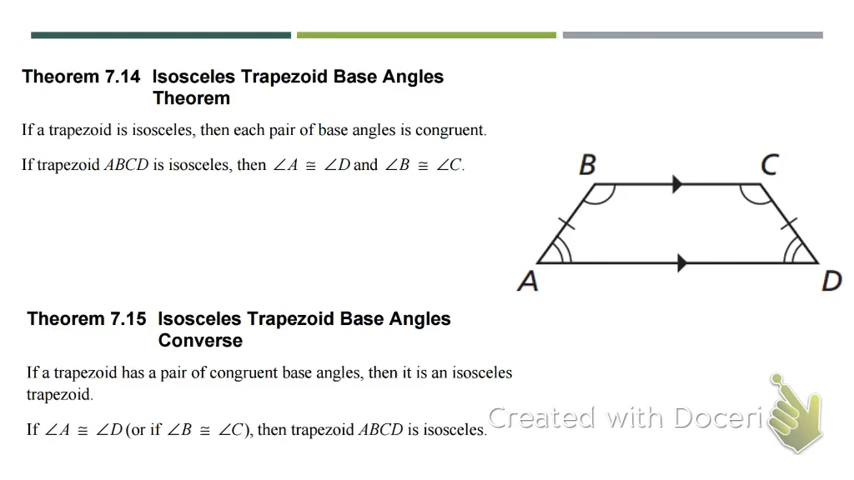 Theorem 7.14 Isosceles Trapezoid Base Angles
Theorem
If a trapezoid is isosceles, then each pair of base angles is congruent.
If trapezoid ABCD is isosceles, then ∠A ≅ ∠D and ∠B ≅ ∠C.
B
C
A
D
Theorem 7.15 Isosceles Trapezoid Base Angles
Converse
If a trapezoid has a pair of congruent base angles, then it is an isosceles
trapezoid.
If ∠A ≅ ∠D (or if ∠B ≅ ∠C), then trapezoid ABCD is isosceles.
Created with Doceri